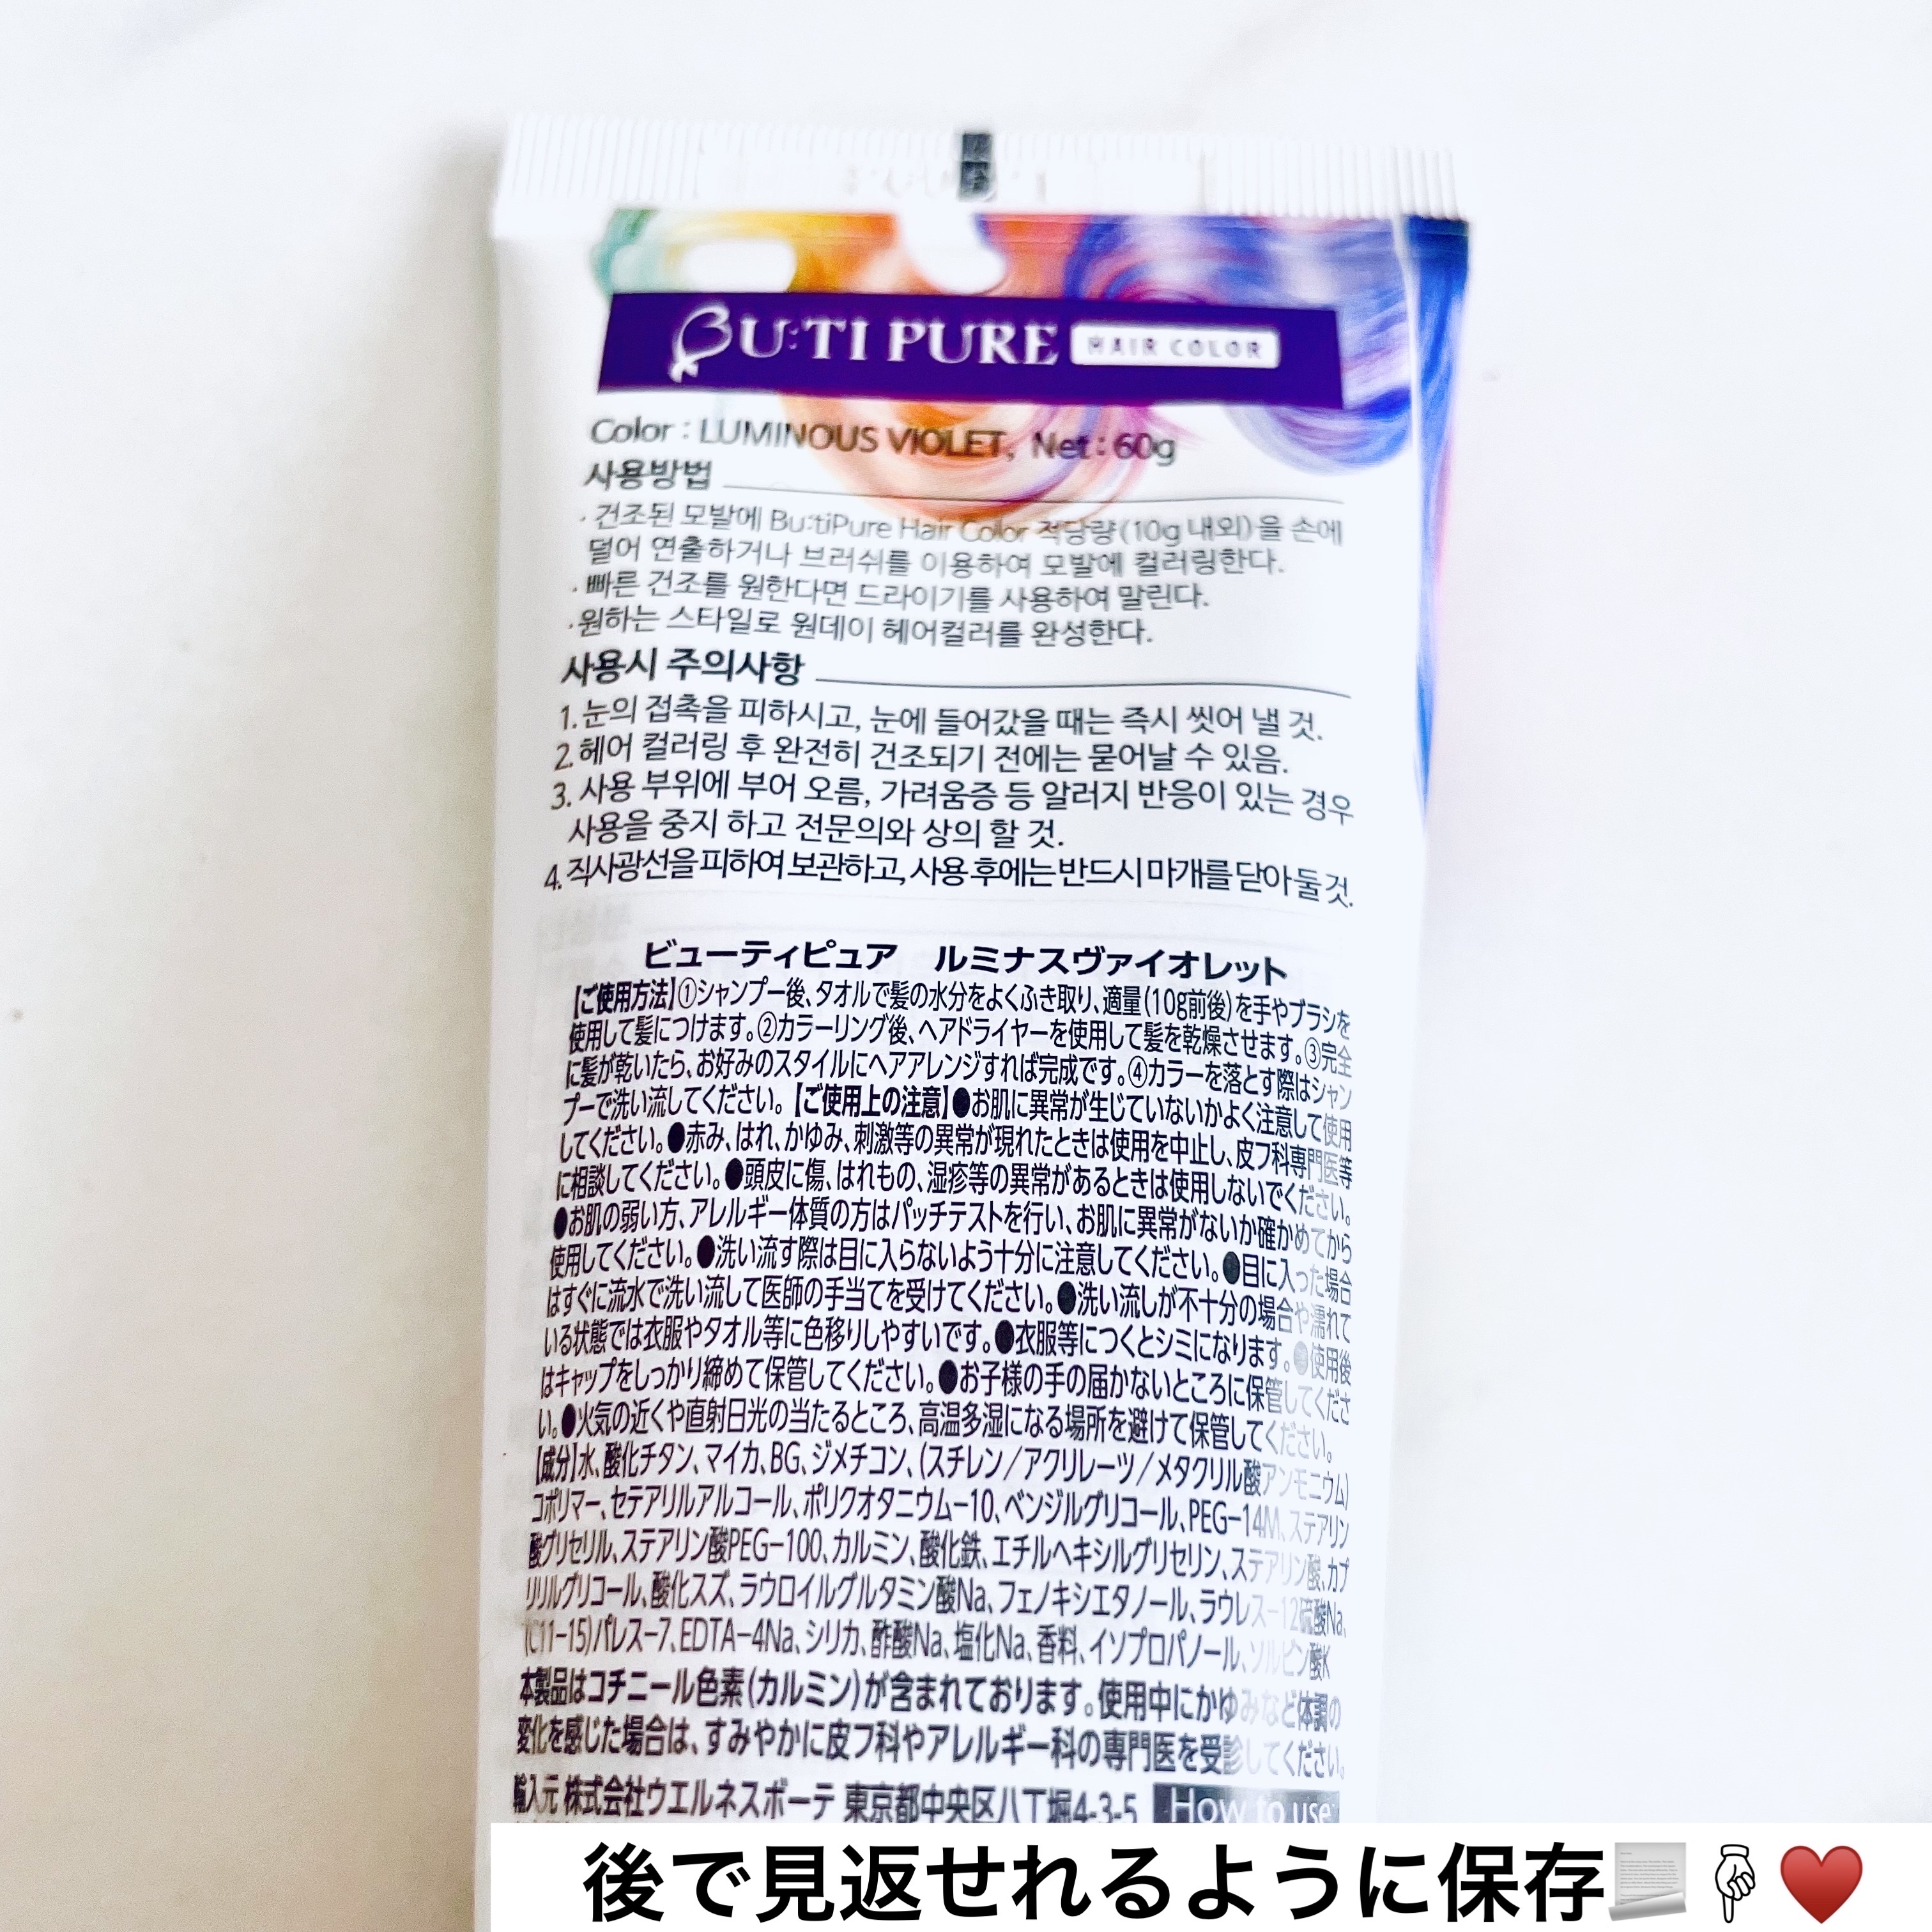 BU:TI PURE HAIR COLOR
Color : LUMINOUS VIOLET, Net : 60g
사용방법
· 건조된 모발에 Bu:tiPure Hair Color 적당량(10g 내외)을 손에
덜어 연출하거나 브러쉬를 이용하여 모발에 컬러링한다.
· 빠른 건조를 원한다면 드라이기를 사용하여 말린다.
· 원하는 스타일로 원데이 헤어컬러를 완성한다.
사용시 주의사항
1. 눈의 접촉을 피하시고, 눈에 들어갔을 때는 즉시 씻어 낼 것.
2. 헤어 컬러링 후 완전히 건조되기 전에는 묻어날 수 있음.
3. 사용 부위에 부어 오름, 가려움증 등 알러지 반응이 있는 경우
사용을 중지 하고 전문의와 상의 할 것.
4. 직사광선을 피하여 보관하고, 사용 후에는 반드시 마개를 닫아 둘 것.
ビューティピュア ルミナスヴァイオレット
【ご使用方法】①シャンプー後、タオルで髪の水分をよくふき取り、適量(10g前後)を手やブラシを
使用して髪につけます。②カラーリング後、ヘアドライヤーを使用して髪を乾燥させます。③完全
に髪が乾いたら、お好みのスタイルにヘアアレンジすれば完成です。④カラーを落とす際はシャン
プーで洗い流してください。【ご使用上の注意】●お肌に異常が生じていないかよく注意して使用
してください。●赤み、はれ、かゆみ、刺激等の異常が現れたときは使用を中止し、皮フ科専門医等
に相談してください。●頭皮に傷、はれもの、湿疹等の異常があるときは使用しないでください。
●お肌の弱い方、アレルギー体質の方はパッチテストを行い、お肌に異常がないか確かめてから
使用してください。●洗い流す際は目に入らないよう十分に注意してください。●目に入った場合
はすぐに流水で洗い流して医師の手当てを受けてください。●洗い流しが不十分の場合や濡れて
いる状態では衣服やタオル等に色移りしやすいです。●衣服等につくとシミになります。●使用後
はキャップをしっかり締めて保管してください。●お子様の手の届かないところに保管してくださ
い。●火気の近くや直射日光の当たるところ、高温多湿になる場所を避けて保管してください。
【成分】水、酸化チタン、マイカ、BG、ジメチコン、(スチレン/アクリレーツ/メタクリル酸アンモニウム)
コポリマー、セテアリルアルコール、ポリクオタニウム-10、ベンジルグリコール、PEG-14M、ステアリン
酸グリセリル、ステアリン酸PEG-100、カルミン、酸化鉄、エチルヘキシルグリセリン、ステアリン酸、カプ
リリルグリコール、酸化スズ、ラウロイルグルタミン酸Na、フェノキシエタノール、ラウレス-12硫酸Na、
(C11-15)パレス-7、EDTA-4Na、シリカ、酢酸Na、塩化Na、香料、イソプロパノール、ソルビン酸K
本製品はコチニール色素(カルミン)が含まれております。使用中にかゆみなど体調の
変化を感じた場合は、すみやかに皮フ科やアレルギー科の専門医を受診してください。
輸入元 株式会社ウエルネスボーテ 東京都中央区八丁堀4-3-5 How to use
後で見返せれるように保存